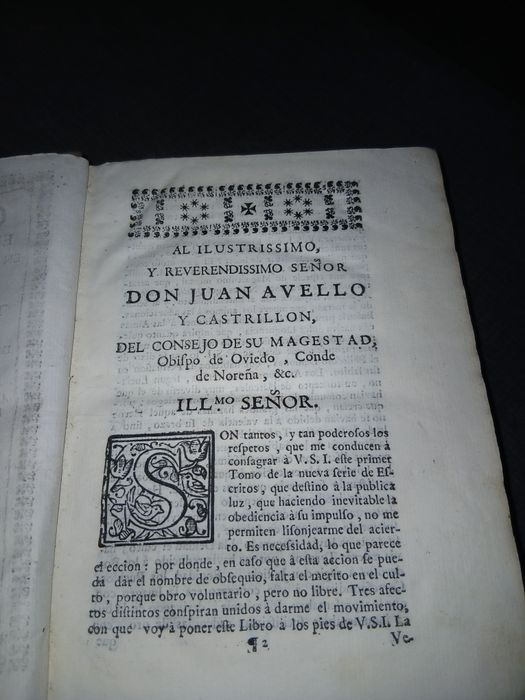 AL ILUSTRISSIMO,
Y REVERENDISSIMO SEÑOR
DON JUAN AVELLO
Y CASTRILLON,
DEL CONSEJO DE SU MAGESTAD,
Obiſpo de Oviedo , Conde
de Noreña , &c.
ILL.MO SEÑOR.
SON tantos, y tan poderosos los
reſpetos , que me conducen à
conſagrar à V. S. I. eſte primer
Tomo de la nueva ſerie de Eſ-
critos , que deſtino à la publica
luz , que haciendo inevitable la
obediencia à ſu impulſo , no me
permiten liſonjearme del acier-
to. Es neceſsidad, lo que parece
eleccion : por donde , en caſo que à eſta accion ſe pue-
da dár el nombre de obſequio, falta el merito en el cul-
to , porque obro voluntario , pero no libre. Tres afec-
tos diſtintos conſpiran unidos à darme el movimiento,
con que voy à poner eſte Libro à los pies de V. S. I. La
¶ 2
Ve-